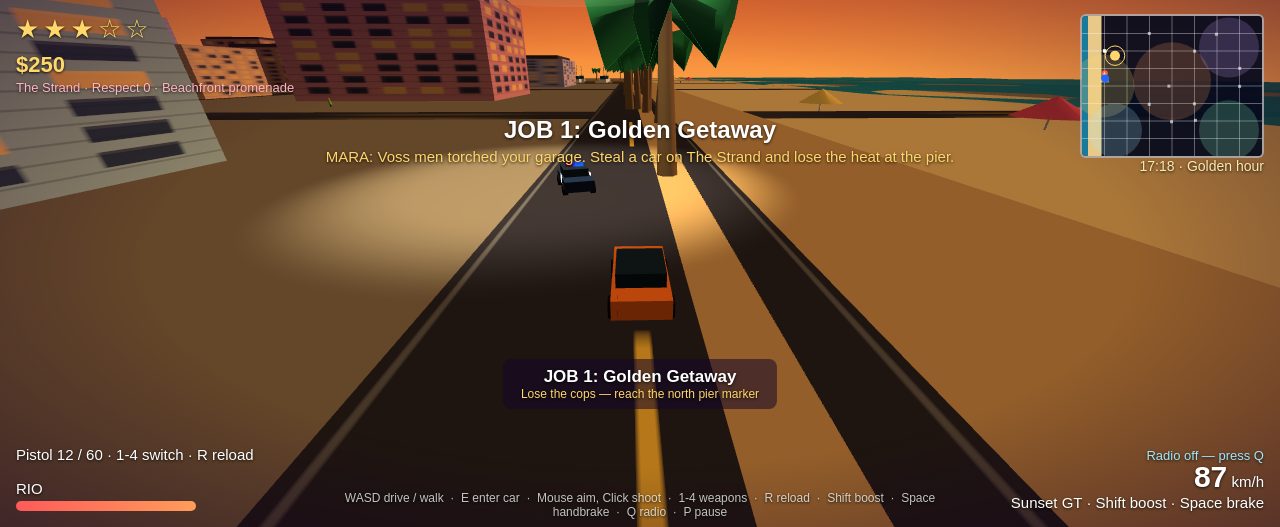 ★★★☆☆
$250
The Strand · Respect 0 · Beachfront promenade
JOB 1: Golden Getaway
MARA: Voss men torched your garage. Steal a car on The Strand and lose the heat at the pier.
17:18 · Golden hour
JOB 1: Golden Getaway
Lose the cops — reach the north pier marker
Pistol 12 / 60 · 1-4 switch · R reload
RIO
WASD drive / walk · E enter car · Mouse aim, Click shoot · 1-4 weapons · R reload · Shift boost · Space
handbrake · Q radio · P pause
Radio off — press Q
87 km/h
Sunset GT · Shift boost · Space brake